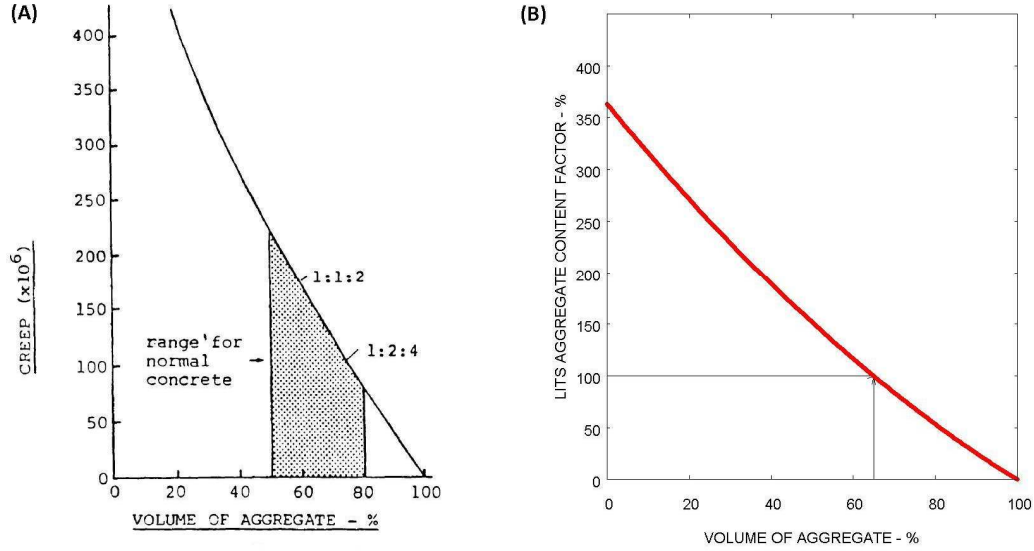 (A)
400
350
300
250
200
150
100
50
0
CREEP (x10⁶)
1:1:2
1:2:4
range'for
normal
concrete
0 20 40 60 80 100
VOLUME OF AGGREGATE - %
(B)
400
350
300
250
200
150
100
50
0
LITS AGGREGATE CONTENT FACTOR - %
0 20 40 60 80 100
VOLUME OF AGGREGATE - %